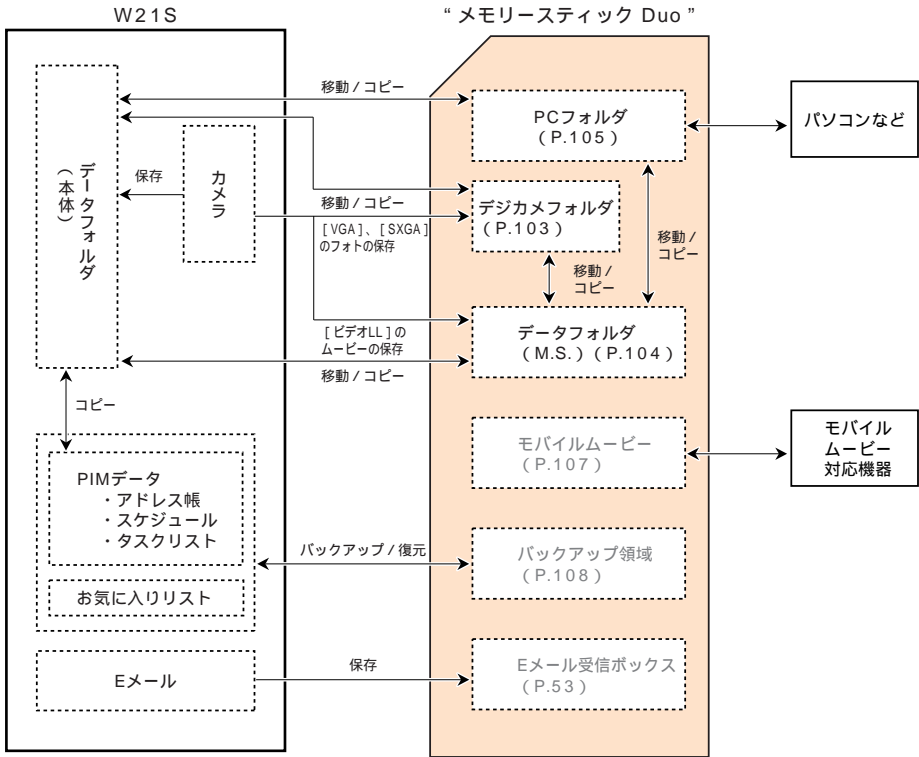 W21S
“メモリースティック Duo”
データフォルダ
（本体）
保存
カメラ
移動 / コピー
PCフォルダ
（P.105）
パソコンなど
移動 / コピー
デジカメフォルダ
（P.103）
[VGA]、[SXGA]
のフォトの保存
移動 /
コピー
移動 /
コピー
[ビデオLL]の
ムービーの保存
データフォルダ
（M.S.）（P.104）
移動 / コピー
コピー
モバイルムービー
（P.107）
モバイル
ムービー
対応機器
PIMデータ
・アドレス帳
・スケジュール
・タスクリスト
お気に入りリスト
バックアップ / 復元
バックアップ領域
（P.108）
Eメール
保存
Eメール受信ボックス
（P.53）